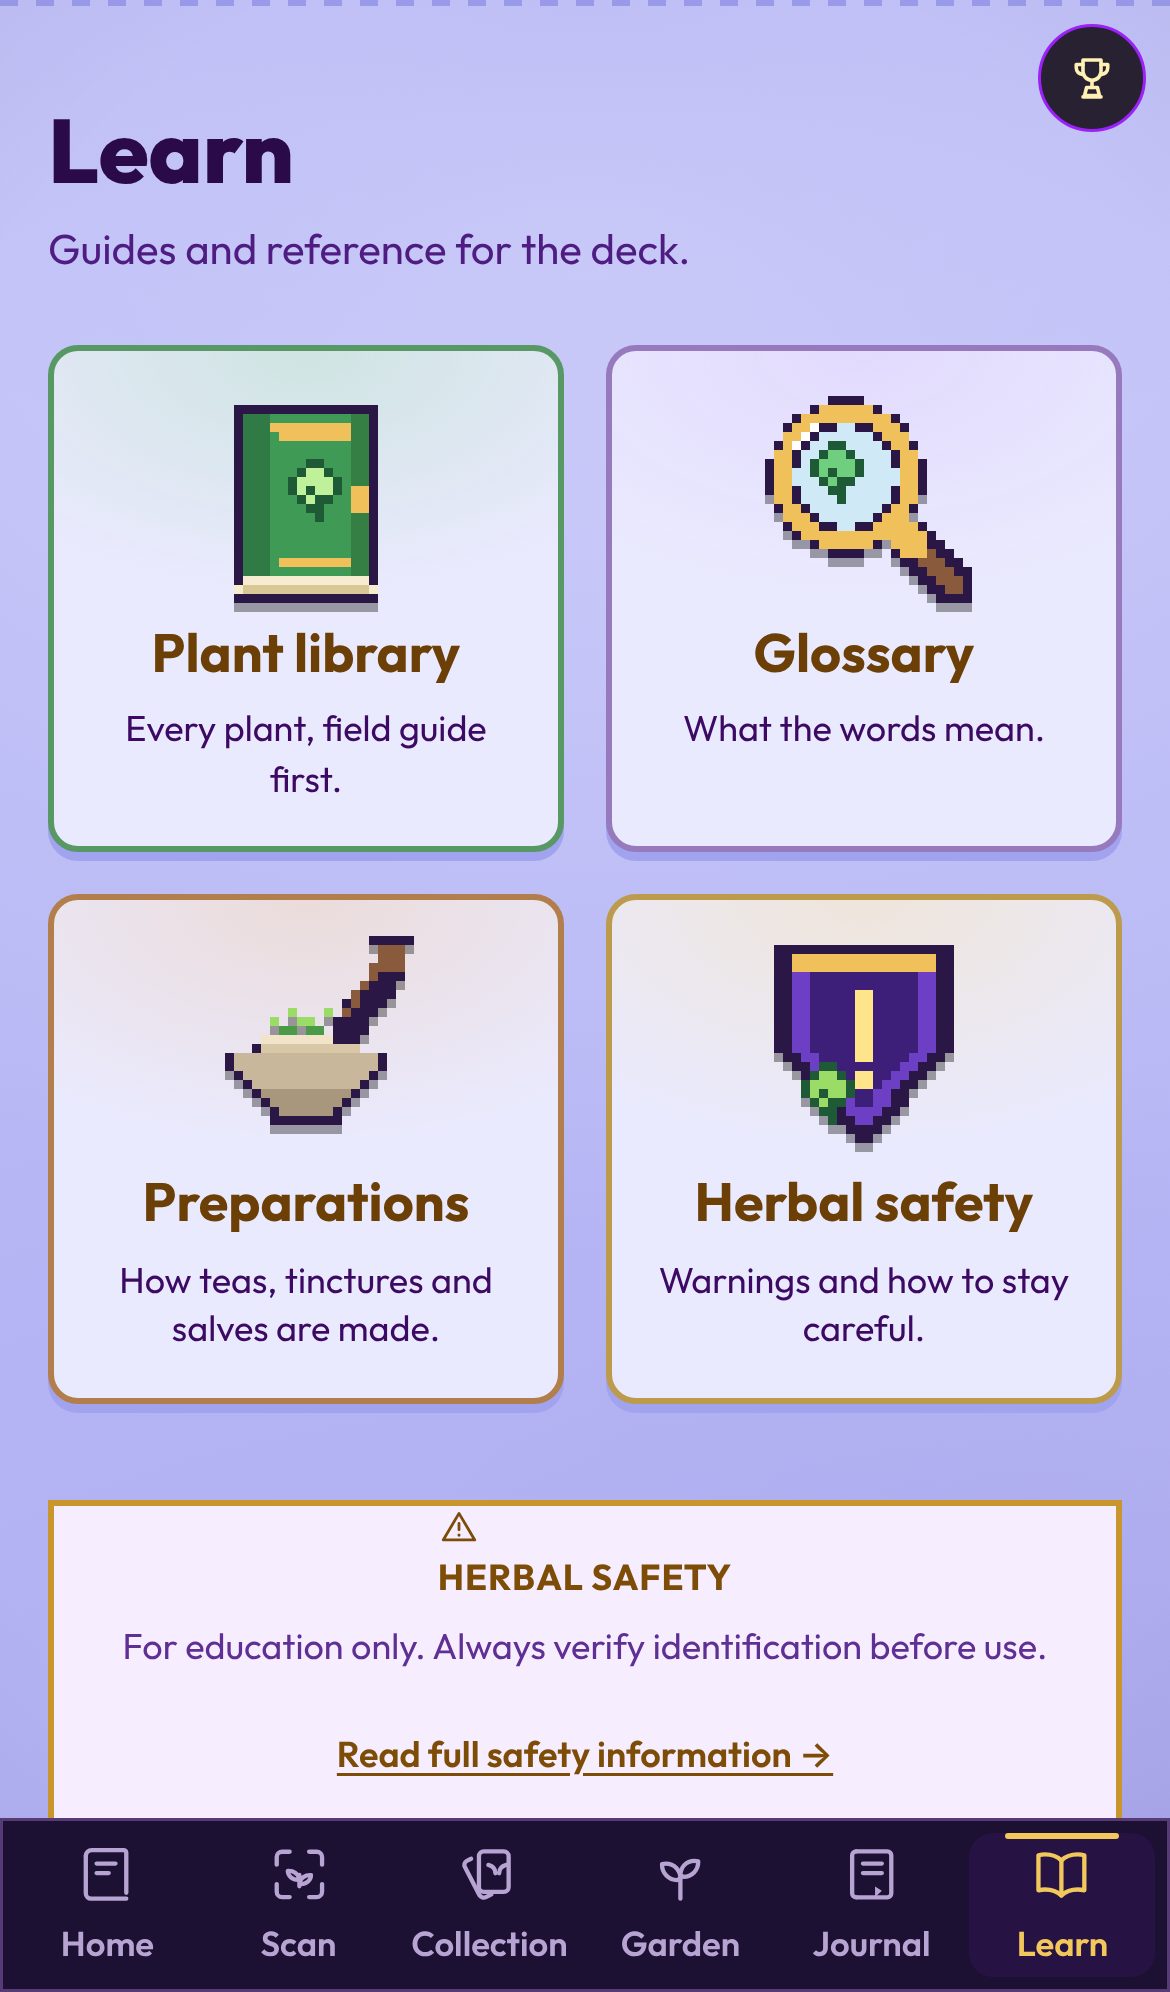 Learn
Guides and reference for the deck.
Plant library
Every plant, field guide
first.
Glossary
What the words mean.
Preparations
How teas, tinctures and
salves are made.
Herbal safety
Warnings and how to stay
careful.
HERBAL SAFETY
For education only. Always verify identification before use.
Read full safety information →
Home
Scan
Collection
Garden
Journal
Learn